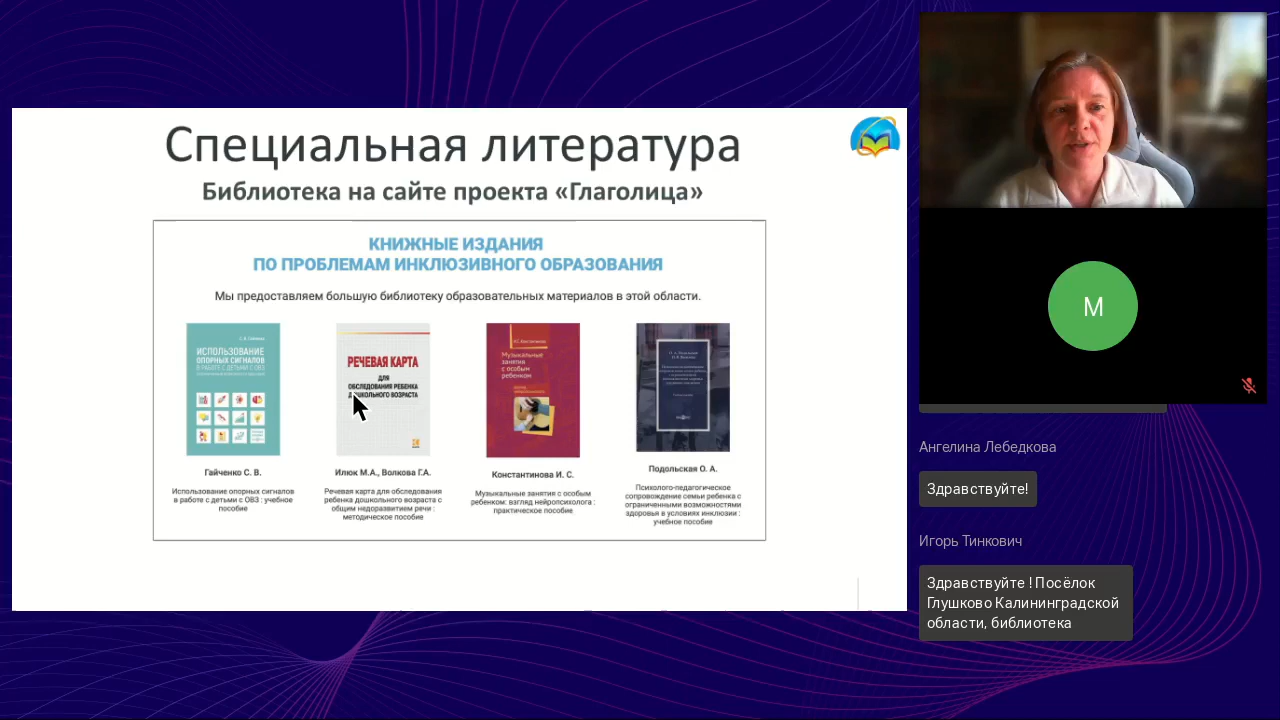 Специальная литература
Библиотека на сайте проекта «Глаголица»
КНИЖНЫЕ ИЗДАНИЯ
ПО ПРОБЛЕМАМ ИНКЛЮЗИВНОГО ОБРАЗОВАНИЯ
Мы предоставляем большую библиотеку образовательных материалов в этой области.
ИСПОЛЬЗОВАНИЕ
ОПОРНЫХ СИГНАЛОВ
В РАБОТЕ С ДЕТЬМИ С ОВЗ
Гайченко С. В.
Использование опорных сигналов
в работе с детьми с ОВЗ : учебное
пособие
РЕЧЕВАЯ КАРТА
ДЛЯ
ОБСЛЕДОВАНИЯ РЕБЕНКА
ДОШКОЛЬНОГО ВОЗРАСТА
Илюк М.А., Волкова Г.А.
Речевая карта для обследования
ребенка дошкольного возраста с
общим недоразвитием речи :
методическое пособие
Музыкальные
занятия
с особым
ребенком
Константинова И. С.
Музыкальные занятия с особым
ребенком: взгляд нейропсихолога :
практическое пособие
Подольская О. А.
Психолого-педагогическое
сопровождение семьи ребенка с
ограниченными возможностями
здоровья в условиях инклюзии :
учебное пособие
М
Ангелина Лебедкова
Здравствуйте!
Игорь Тинкович
Здравствуйте ! Посёлок
Глушково Калининградской
области, библиотека